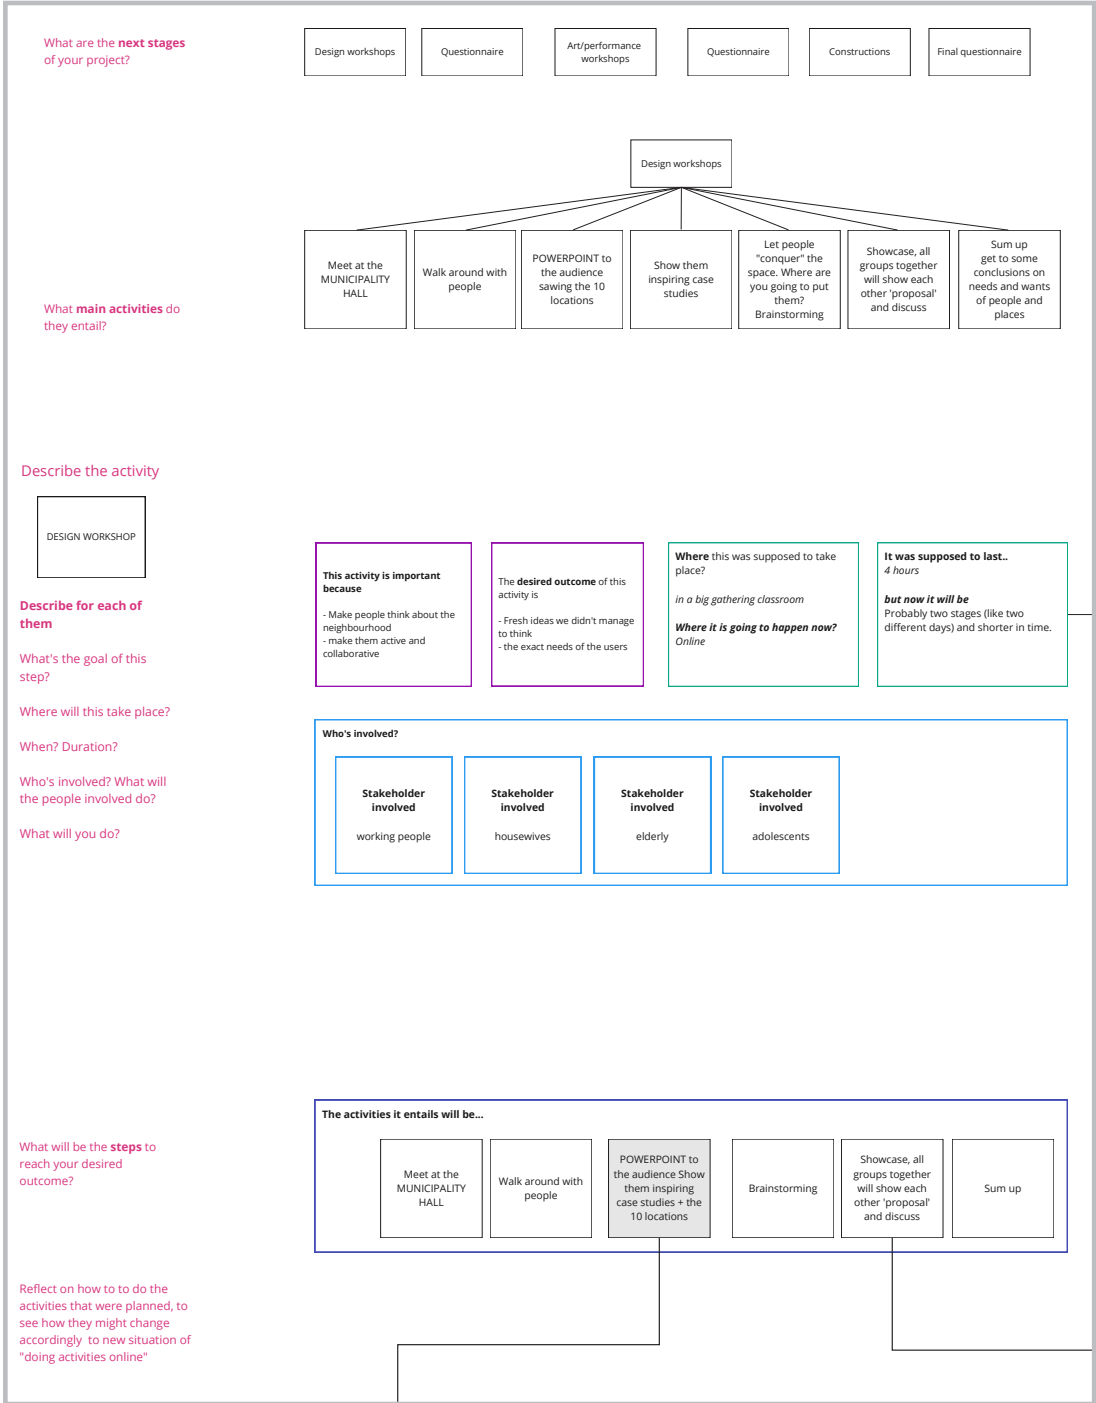 What are the next stages
of your project?
Design workshops
Questionnaire
Art/performance
workshops
Questionnaire
Constructions
Final questionnaire
Design workshops
What main activities do
they entail?
Meet at the
MUNICIPALITY
HALL
Walk around with
people
POWERPOINT to
the audience
sawing the 10
locations
Show them
inspiring case
studies
Let people
"conquer" the
space. Where are
you going to put
them?
Brainstorming
Showcase, all
groups together
will show each
other 'proposal'
and discuss
Sum up
get to some
conclusions on
needs and wants
of people and
places
Describe the activity
DESIGN WORKSHOP
Describe for each of
them
What's the goal of this
step?
Where will this take place?
When? Duration?
Who's involved? What will
the people involved do?
What will you do?
This activity is important
because
- Make people think about the
neighbourhood
- make them active and
collaborative
The desired outcome of this
activity is
- Fresh ideas we didn't manage
to think
- the exact needs of the users
Where this was supposed to take
place?
in a big gathering classroom
Where it is going to happen now?
Online
It was supposed to last..
4 hours
but now it will be
Probably two stages (like two
different days) and shorter in time.
Who's involved?
Stakeholder
involved
working people
Stakeholder
involved
housewives
Stakeholder
involved
elderly
Stakeholder
involved
adolescents
What will be the steps to
reach your desired
outcome?
The activities it entails will be...
Meet at the
MUNICIPALITY
HALL
Walk around with
people
POWERPOINT to
the audience Show
them inspiring
case studies + the
10 locations
Brainstorming
Showcase, all
groups together
will show each
other 'proposal'
and discuss
Sum up
Reflect on how to to do the
activities that were planned, to
see how they might change
accordingly  to new situation of
"doing activities online"